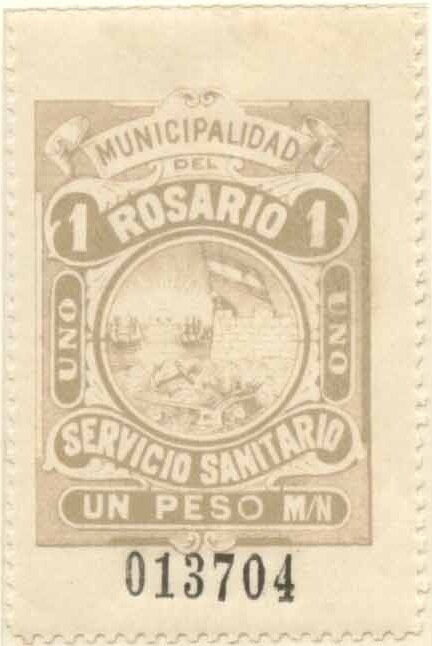 MUNICIPALIDAD
DEL
1 ROSARIO 1
UNO UNO
SERVICIO SANITARIO
UN PESO M/N
013704